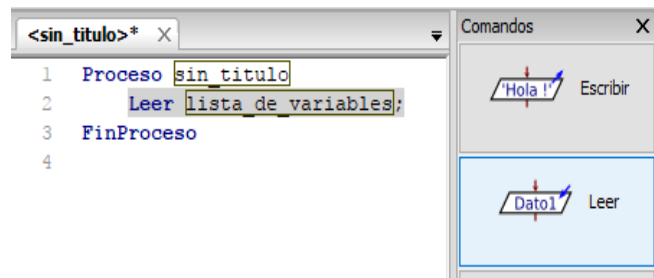 <sin_titulo>*
1 Proceso sin_titulo
2 Leer lista_de_variables;
3 FinProceso
4
Comandos X
'Hola !' Escribir
Dato1 Leer